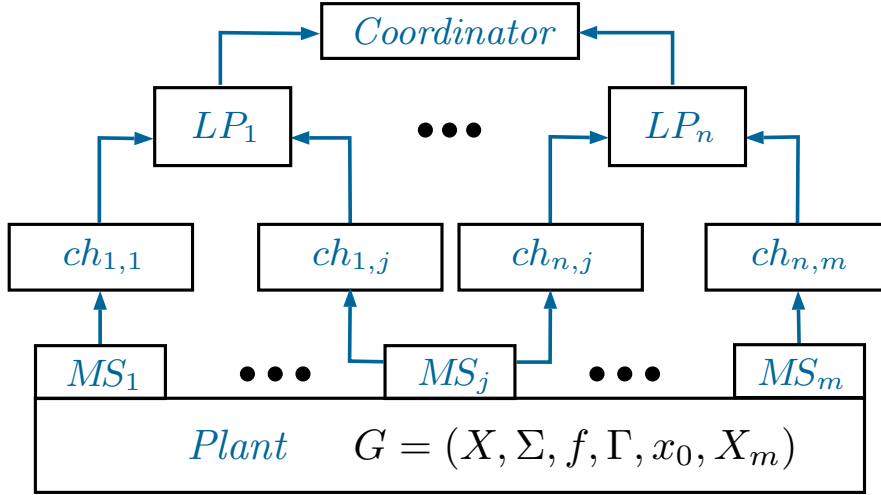 Coordinator
LP₁ ••• LPₙ
ch₁,₁ ch₁,ⱼ chₙ,ⱼ chₙ,ₘ
MS₁ ••• MSⱼ ••• MSₘ
Plant G = (X, Σ, f, Γ, x₀, Xₘ)